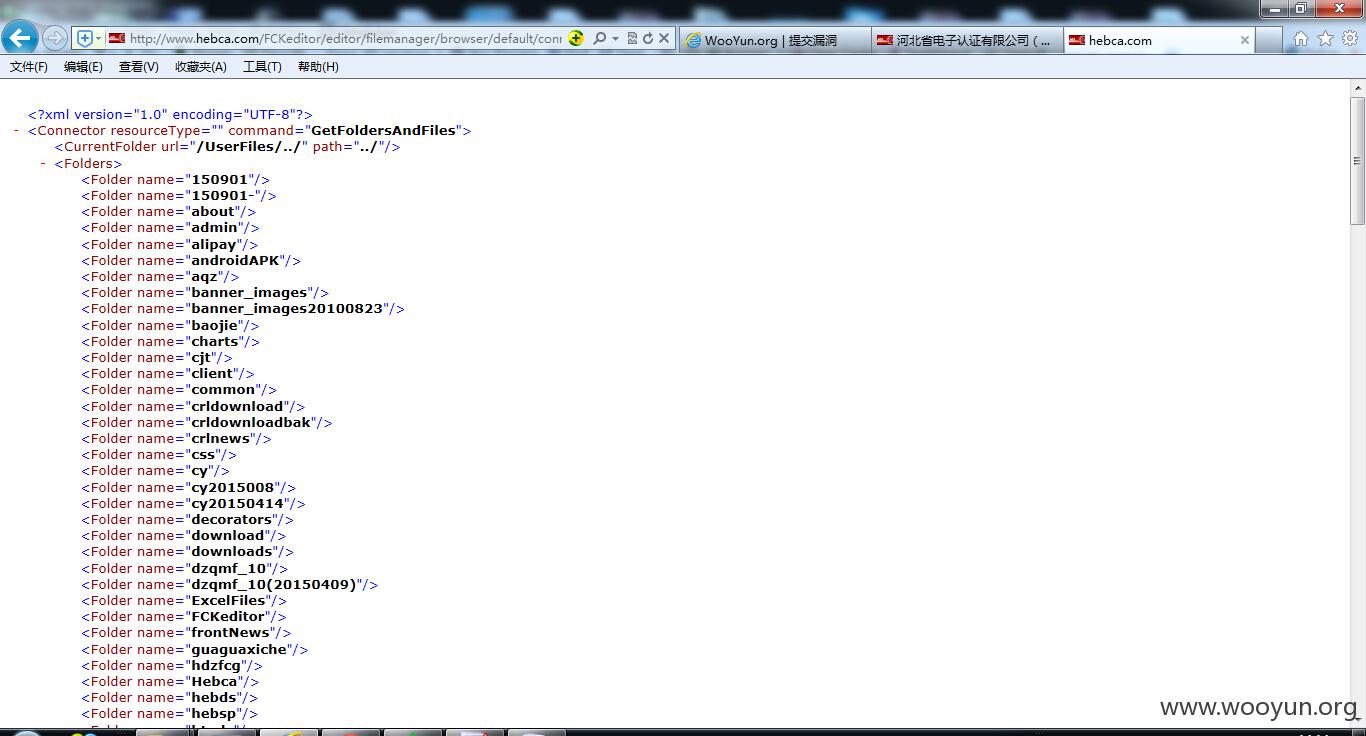 http://www.hebca.com/FCKeditor/editor/filemanager/browser/default/conn
WooYun.org | 提交漏洞
河北省电子认证有限公司（ ...
hebca.com
文件(F) 编辑(E) 查看(V) 收藏夹(A) 工具(T) 帮助(H)
<?xml version="1.0" encoding="UTF-8"?>
- <Connector resourceType="" command="GetFoldersAndFiles">
<CurrentFolder url="/UserFiles/../" path="../"/>
- <Folders>
<Folder name="150901"/>
<Folder name="150901-"/>
<Folder name="about"/>
<Folder name="admin"/>
<Folder name="alipay"/>
<Folder name="androidAPK"/>
<Folder name="aqz"/>
<Folder name="banner_images"/>
<Folder name="banner_images20100823"/>
<Folder name="baojie"/>
<Folder name="charts"/>
<Folder name="cjt"/>
<Folder name="client"/>
<Folder name="common"/>
<Folder name="crldownload"/>
<Folder name="crldownloadbak"/>
<Folder name="crlnews"/>
<Folder name="css"/>
<Folder name="cy"/>
<Folder name="cy2015008"/>
<Folder name="cy20150414"/>
<Folder name="decorators"/>
<Folder name="download"/>
<Folder name="downloads"/>
<Folder name="dzqmf_10"/>
<Folder name="dzqmf_10(20150409)"/>
<Folder name="ExcelFiles"/>
<Folder name="FCKeditor"/>
<Folder name="frontNews"/>
<Folder name="guaguaxiche"/>
<Folder name="hdzfcg"/>
<Folder name="Hebca"/>
<Folder name="hebds"/>
<Folder name="hebsp"/>
www.wooyun.org